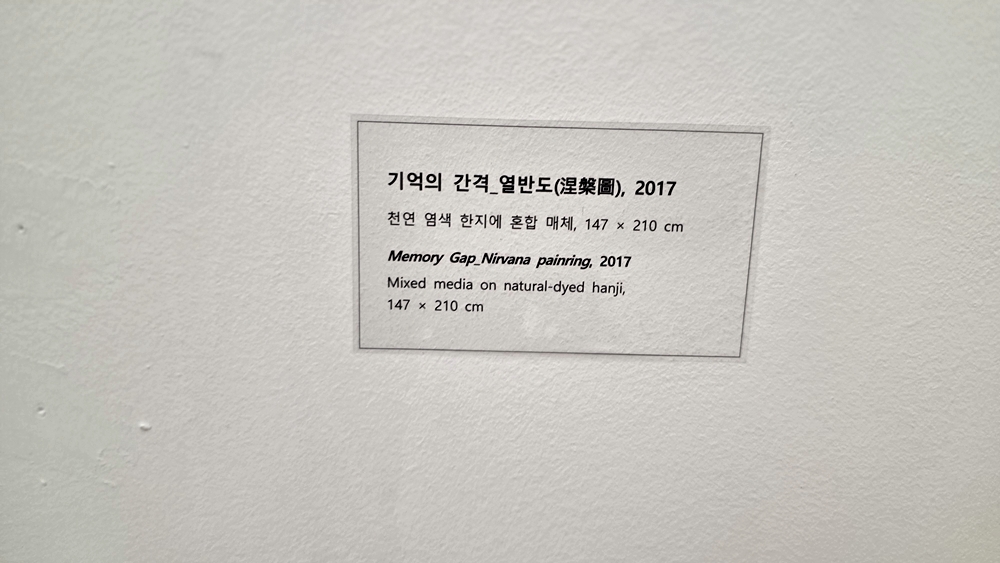 기억의 간격_열반도(涅槃圖), 2017
천연 염색 한지에 혼합 매체, 147 × 210 cm
Memory Gap_Nirvana painring, 2017
Mixed media on natural-dyed hanji,
147 × 210 cm